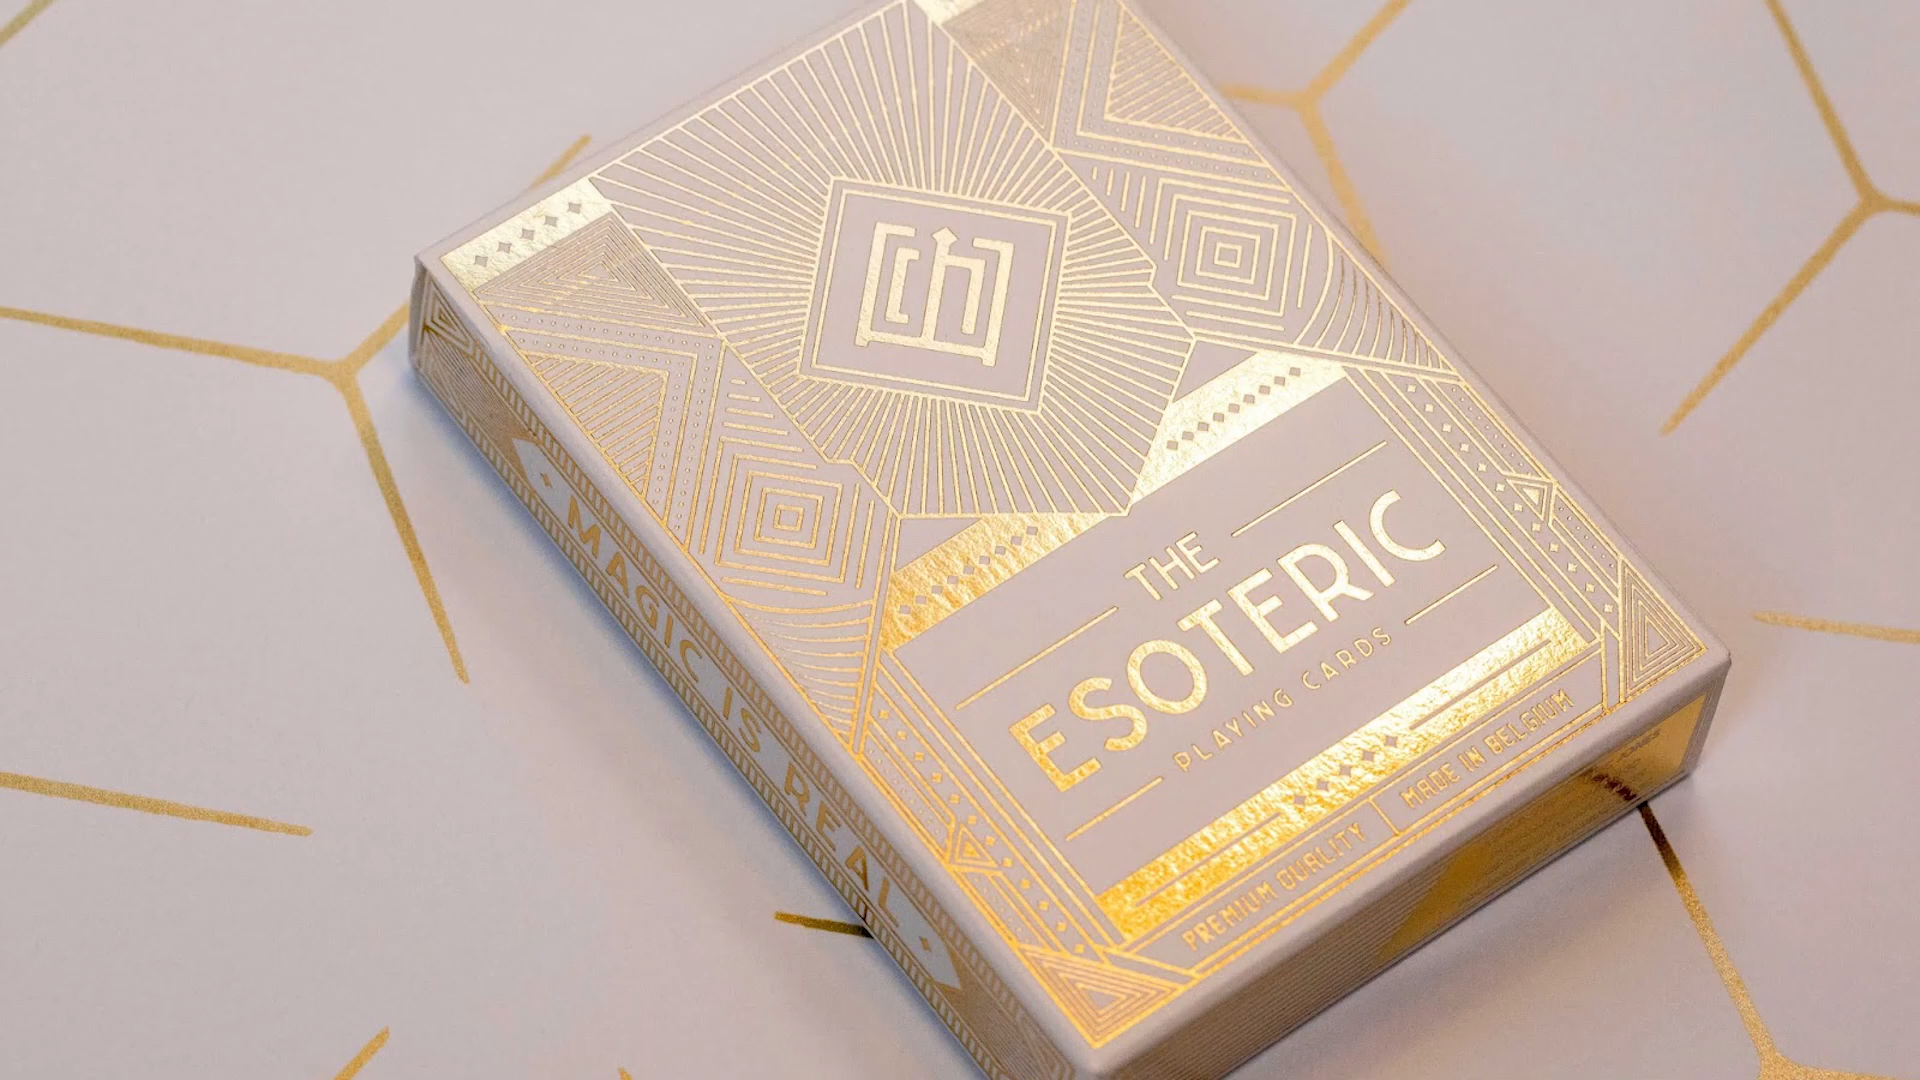 THE
ESOTERIC
PLAYING CARDS
PREMIUM QUALITY
MADE IN BELGIUM
MAGIC IS REAL